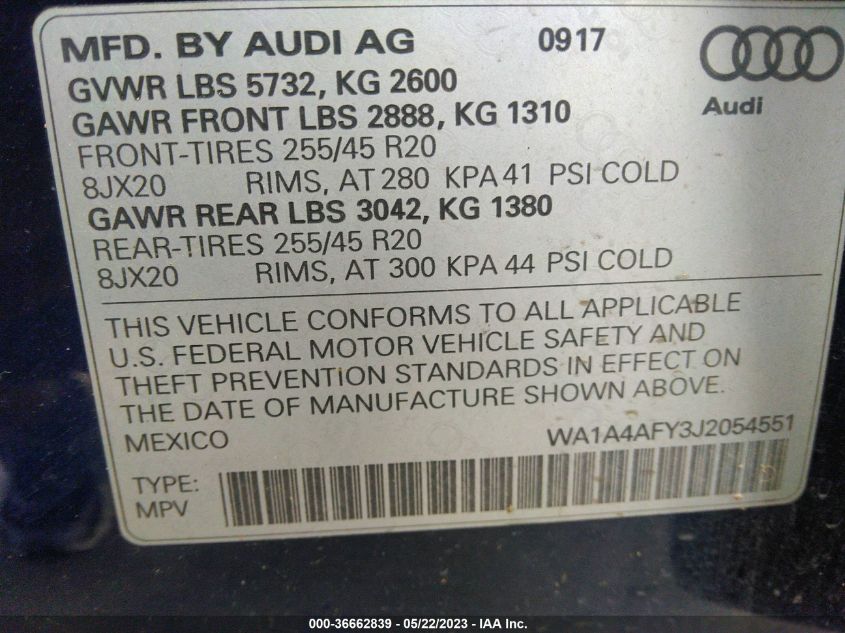 MFD. BY AUDI AG 0917
GVWR LBS 5732, KG 2600
GAWR FRONT LBS 2888, KG 1310
Audi
FRONT-TIRES 255/45 R20
8JX20 RIMS, AT 280 KPA 41 PSI COLD
GAWR REAR LBS 3042, KG 1380
REAR-TIRES 255/45 R20
8JX20 RIMS, AT 300 KPA 44 PSI COLD
THIS VEHICLE CONFORMS TO ALL APPLICABLE
U.S. FEDERAL MOTOR VEHICLE SAFETY AND
THEFT PREVENTION STANDARDS IN EFFECT ON
THE DATE OF MANUFACTURE SHOWN ABOVE.
MEXICO WA1A4AFY3J2054551
TYPE:
MPV
000-36662839 - 05/22/2023 - IAA Inc.